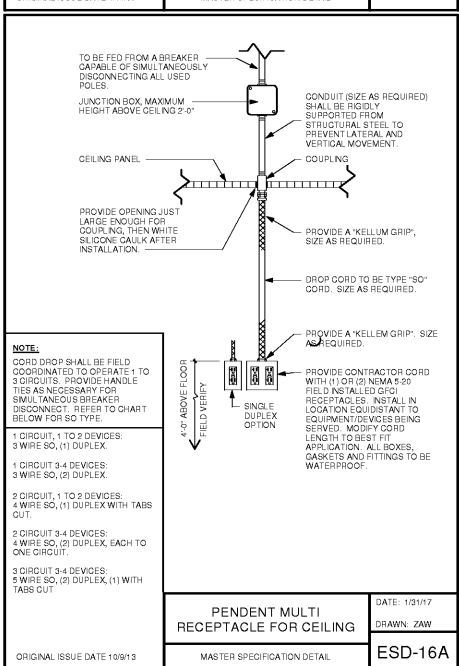 TO BE FED FROM A BREAKER
CAPABLE OF SIMULTANEOUSLY
DISCONNECTING ALL USED
POLES.
JUNCTION BOX, MAXIMUM
HEIGHT ABOVE CEILING 2'-0"
CONDUIT (SIZE AS REQUIRED)
SHALL BE RIGIDLY
SUPPORTED FROM
STRUCTURAL STEEL TO
PREVENT LATERAL AND
VERTICAL MOVEMENT.
CEILING PANEL
COUPLING
PROVIDE OPENING JUST
LARGE ENOUGH FOR
COUPLING, THEN WHITE
SILICONE CAULK AFTER
INSTALLATION.
PROVIDE A "KELLUM GRIP",
SIZE AS REQUIRED.
DROP CORD TO BE TYPE "SO"
CORD. SIZE AS REQUIRED.
PROVIDE A "KELLEM GRIP". SIZE
AS REQUIRED.
4'-0" ABOVE FLOOR
FIELD VERIFY
SINGLE
DUPLEX
OPTION
PROVIDE CONTRACTOR CORD
WITH (1) OR (2) NEMA 5-20
FIELD INSTALLED GFCI
RECEPTACLES. INSTALL IN
LOCATION EQUIDISTANT TO
EQUIPMENT/DEVICES BEING
SERVED. MODIFY CORD
LENGTH TO BEST FIT
APPLICATION. ALL BOXES,
GASKETS AND FITTINGS TO BE
WATERPROOF.
NOTE:
CORD DROP SHALL BE FIELD
COORDINATED TO OPERATE 1 TO
3 CIRCUITS. PROVIDE HANDLE
TIES AS NECESSARY FOR
SIMULTANEOUS BREAKER
DISCONNECT. REFER TO CHART
BELOW FOR SO TYPE.
1 CIRCUIT, 1 TO 2 DEVICES:
3 WIRE SO, (1) DUPLEX.
1 CIRCUIT 3-4 DEVICES:
3 WIRE SO, (2) DUPLEX.
2 CIRCUIT, 1 TO 2 DEVICES:
4 WIRE SO, (1) DUPLEX WITH TABS
CUT.
2 CIRCUIT 3-4 DEVICES:
4 WIRE SO, (2) DUPLEX, EACH TO
ONE CIRCUIT.
3 CIRCUIT 3-4 DEVICES:
5 WIRE SO, (2) DUPLEX, (1) WITH
TABS CUT
ORIGINAL ISSUE DATE 10/9/13
PENDENT MULTI
RECEPTACLE FOR CEILING
MASTER SPECIFICATION DETAIL
DATE: 1/31/17
DRAWN: ZAW
ESD-16A